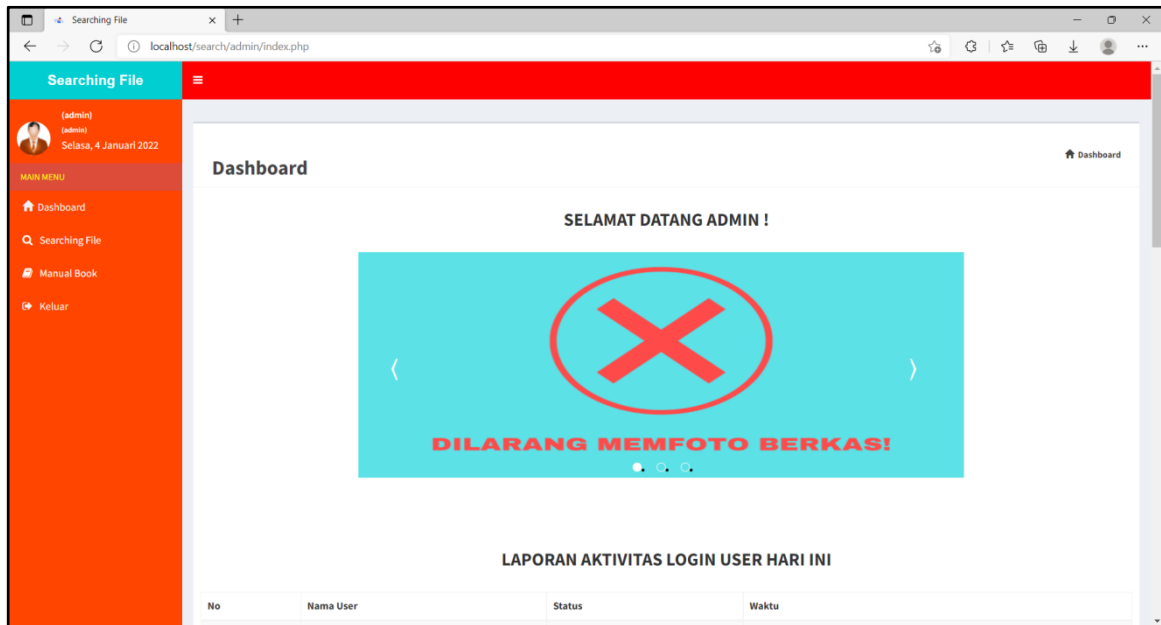 Searching File
localhost/search/admin/index.php
Searching File
(admin)
(admin)
Selasa, 4 Januari 2022
MAIN MENU
Dashboard
Searching File
Manual Book
Keluar
Dashboard
Dashboard
SELAMAT DATANG ADMIN !
DILARANG MEMFOTO BERKAS!
LAPORAN AKTIVITAS LOGIN USER HARI INI
No Nama User Status Waktu